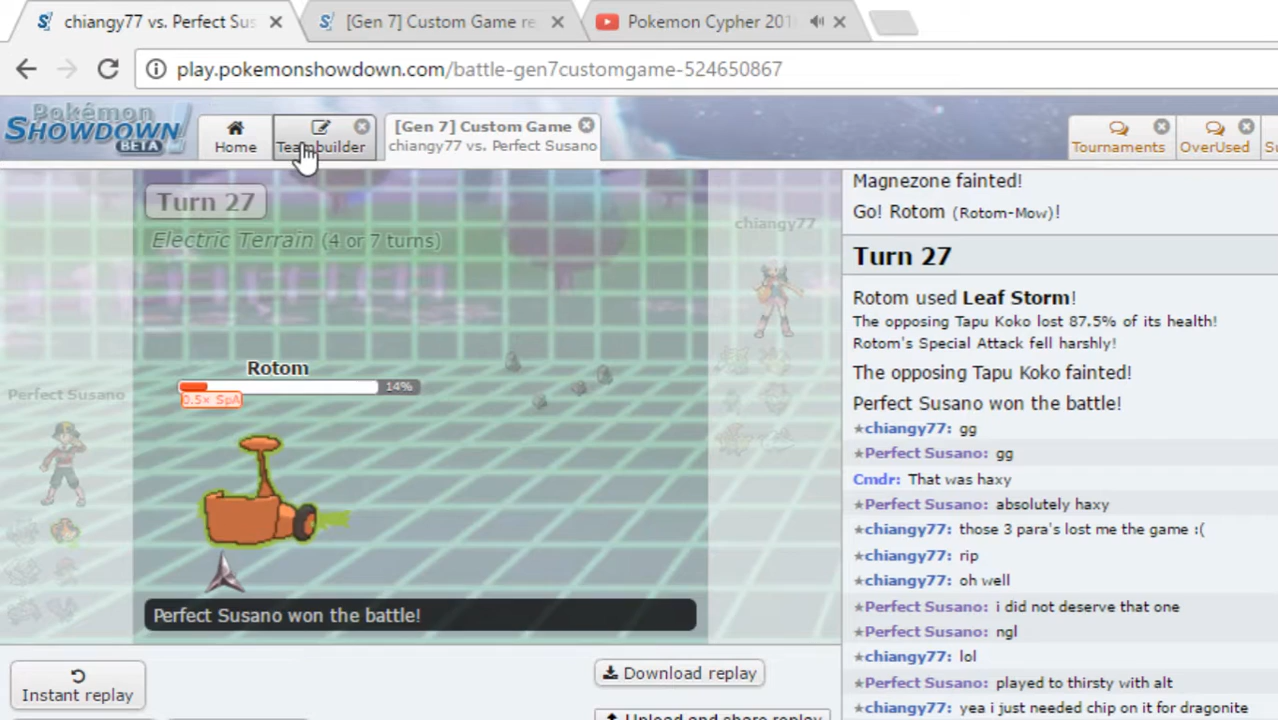 chiangy77 vs. Perfect Sus
[Gen 7] Custom Game re
Pokemon Cypher 201
play.pokemonshowdown.com/battle-gen7customgame-524650867
Pokémon
SHOWDOWN
BETA
Home
Teambuilder
[Gen 7] Custom Game
chiangy77 vs. Perfect Susano
Tournaments
OverUsed
Turn 27
Electric Terrain (4 or 7 turns)
chiangy77
Rotom
14%
0.5× SpA
Perfect Susano
Perfect Susano won the battle!
Instant replay
Download replay
Upload and share replay
Magnezone fainted!
Go! Rotom (Rotom-Mow)!
Turn 27
Rotom used Leaf Storm!
The opposing Tapu Koko lost 87.5% of its health!
Rotom's Special Attack fell harshly!
The opposing Tapu Koko fainted!
Perfect Susano won the battle!
★chiangy77: gg
★Perfect Susano: gg
Cmdr: That was haxy
★Perfect Susano: absolutely haxy
★chiangy77: those 3 para's lost me the game :(
★chiangy77: rip
★chiangy77: oh well
★Perfect Susano: i did not deserve that one
★Perfect Susano: ngl
★chiangy77: lol
★Perfect Susano: played to thirsty with alt
★chiangy77: yea i just needed chip on it for dragonite